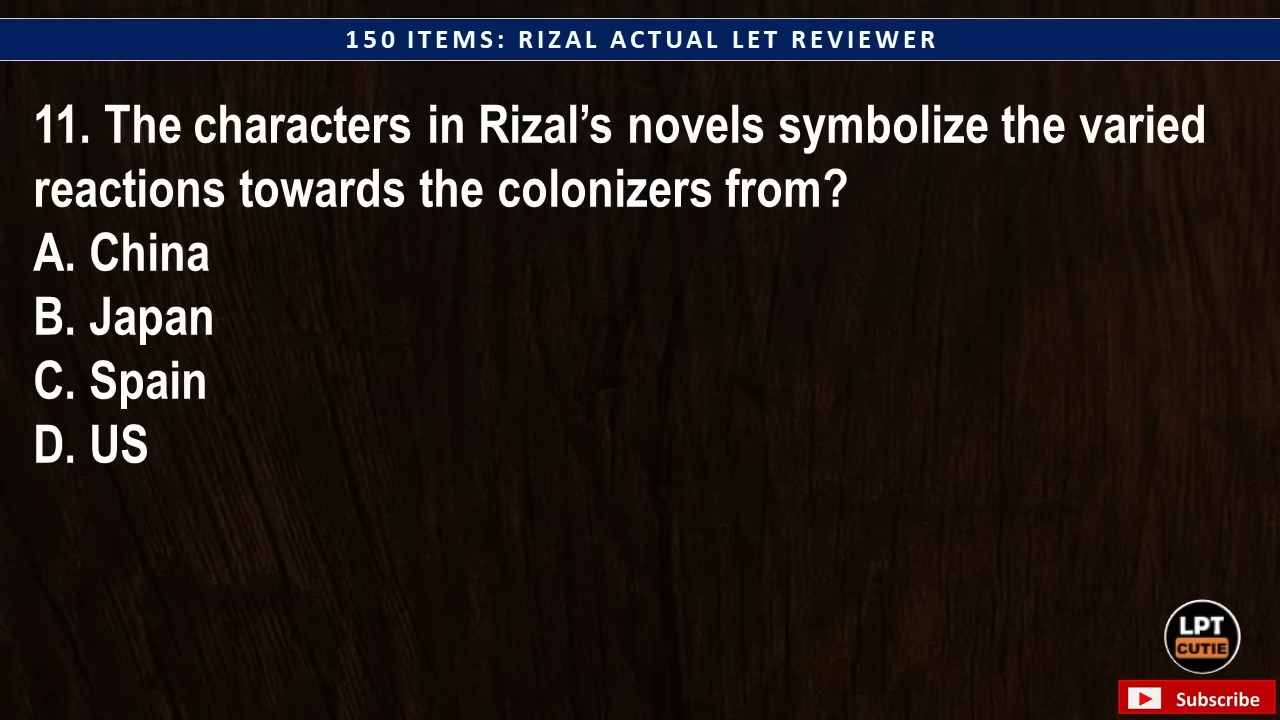 150 ITEMS: RIZAL ACTUAL LET REVIEWER
11. The characters in Rizal’s novels symbolize the varied
reactions towards the colonizers from?
A. China
B. Japan
C. Spain
D. US
LPT
CUTIE
Subscribe